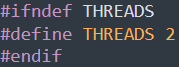 #ifndef THREADS
#define THREADS 2
#endif